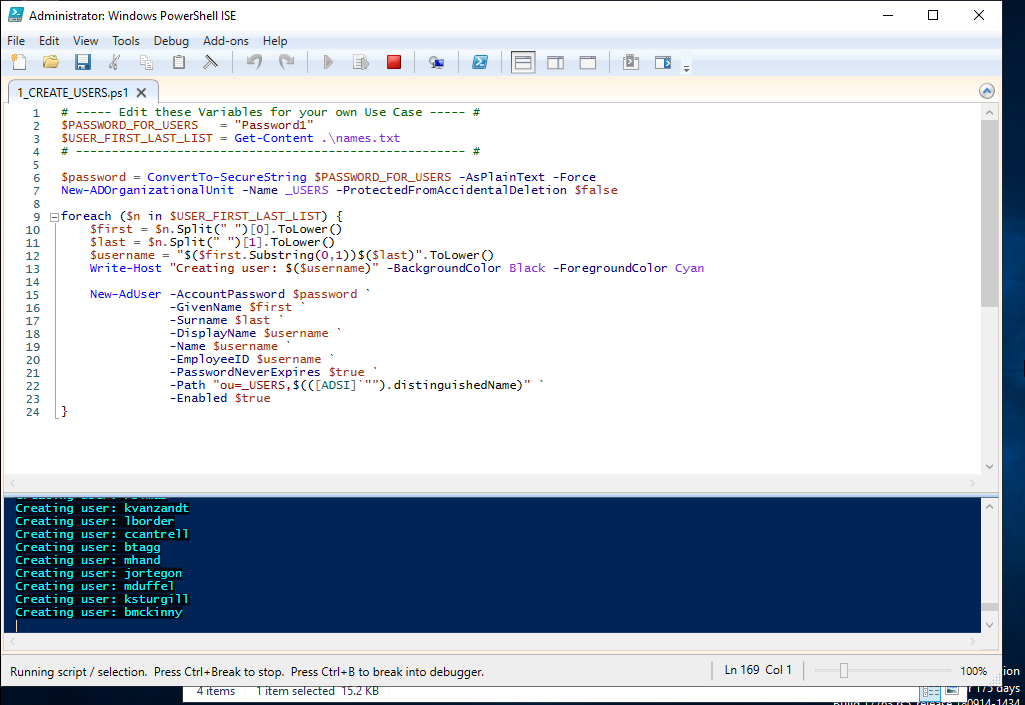 Administrator: Windows PowerShell ISE
File Edit View Tools Debug Add-ons Help
1_CREATE_USERS.ps1
1 # ----- Edit these Variables for your own Use Case ----- #
2 $PASSWORD_FOR_USERS   = "Password1"
3 $USER_FIRST_LAST_LIST = Get-Content .\names.txt
4 # ------------------------------------------------------ #
5
6 $password = ConvertTo-SecureString $PASSWORD_FOR_USERS -AsPlainText -Force
7 New-ADOrganizationalUnit -Name _USERS -ProtectedFromAccidentalDeletion $false
8
9 foreach ($n in $USER_FIRST_LAST_LIST) {
10     $first = $n.Split(" ")[0].ToLower()
11     $last = $n.Split(" ")[1].ToLower()
12     $username = "$($first.Substring(0,1))$($last)".ToLower()
13     Write-Host "Creating user: $($username)" -BackgroundColor Black -ForegroundColor Cyan
14
15     New-AdUser -AccountPassword $password `
16                -GivenName $first `
17                -Surname $last `
18                -DisplayName $username `
19                -Name $username `
20                -EmployeeID $username `
21                -PasswordNeverExpires $true `
22                -Path "ou=_USERS,$(([ADSI]`"").distinguishedName)" `
23                -Enabled $true
24 }
Creating user:
Creating user: kvanzandt
Creating user: lborder
Creating user: ccantrell
Creating user: btagg
Creating user: mhand
Creating user: jortegon
Creating user: mduffel
Creating user: ksturgill
Creating user: bmckinny
Running script / selection. Press Ctrl+Break to stop. Press Ctrl+B to break into debugger.
Ln 169 Col 1
100%
4 items 1 item selected 15.2 KB
175 days